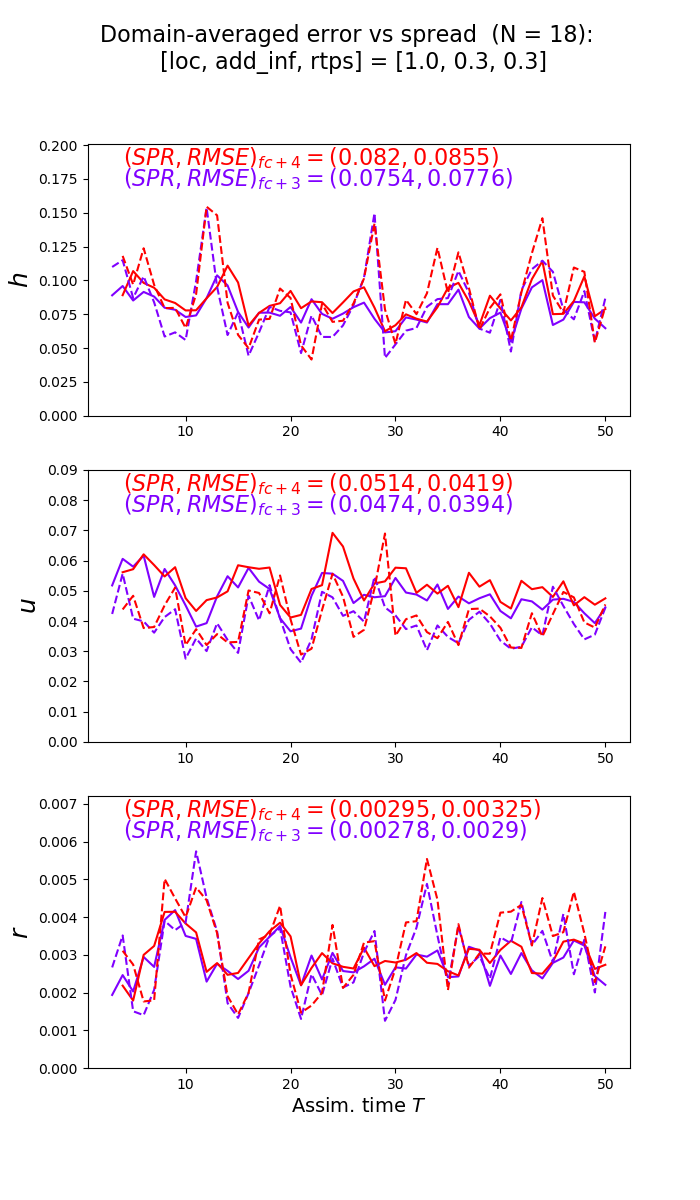 Domain-averaged error vs spread (N = 18):
[loc, add_inf, rtps] = [1.0, 0.3, 0.3]
(SPR, RMSE)fc+4 = (0.082, 0.0855)
(SPR, RMSE)fc+3 = (0.0754, 0.0776)
0.200
0.175
0.150
0.125
0.100
0.075
0.050
0.025
0.000
h
10 20 30 40 50
(SPR, RMSE)fc+4 = (0.0514, 0.0419)
(SPR, RMSE)fc+3 = (0.0474, 0.0394)
0.09
0.08
0.07
0.06
0.05
0.04
0.03
0.02
0.01
0.00
u
10 20 30 40 50
(SPR, RMSE)fc+4 = (0.00295, 0.00325)
(SPR, RMSE)fc+3 = (0.00278, 0.0029)
0.007
0.006
0.005
0.004
0.003
0.002
0.001
0.000
r
10 20 30 40 50
Assim. time T